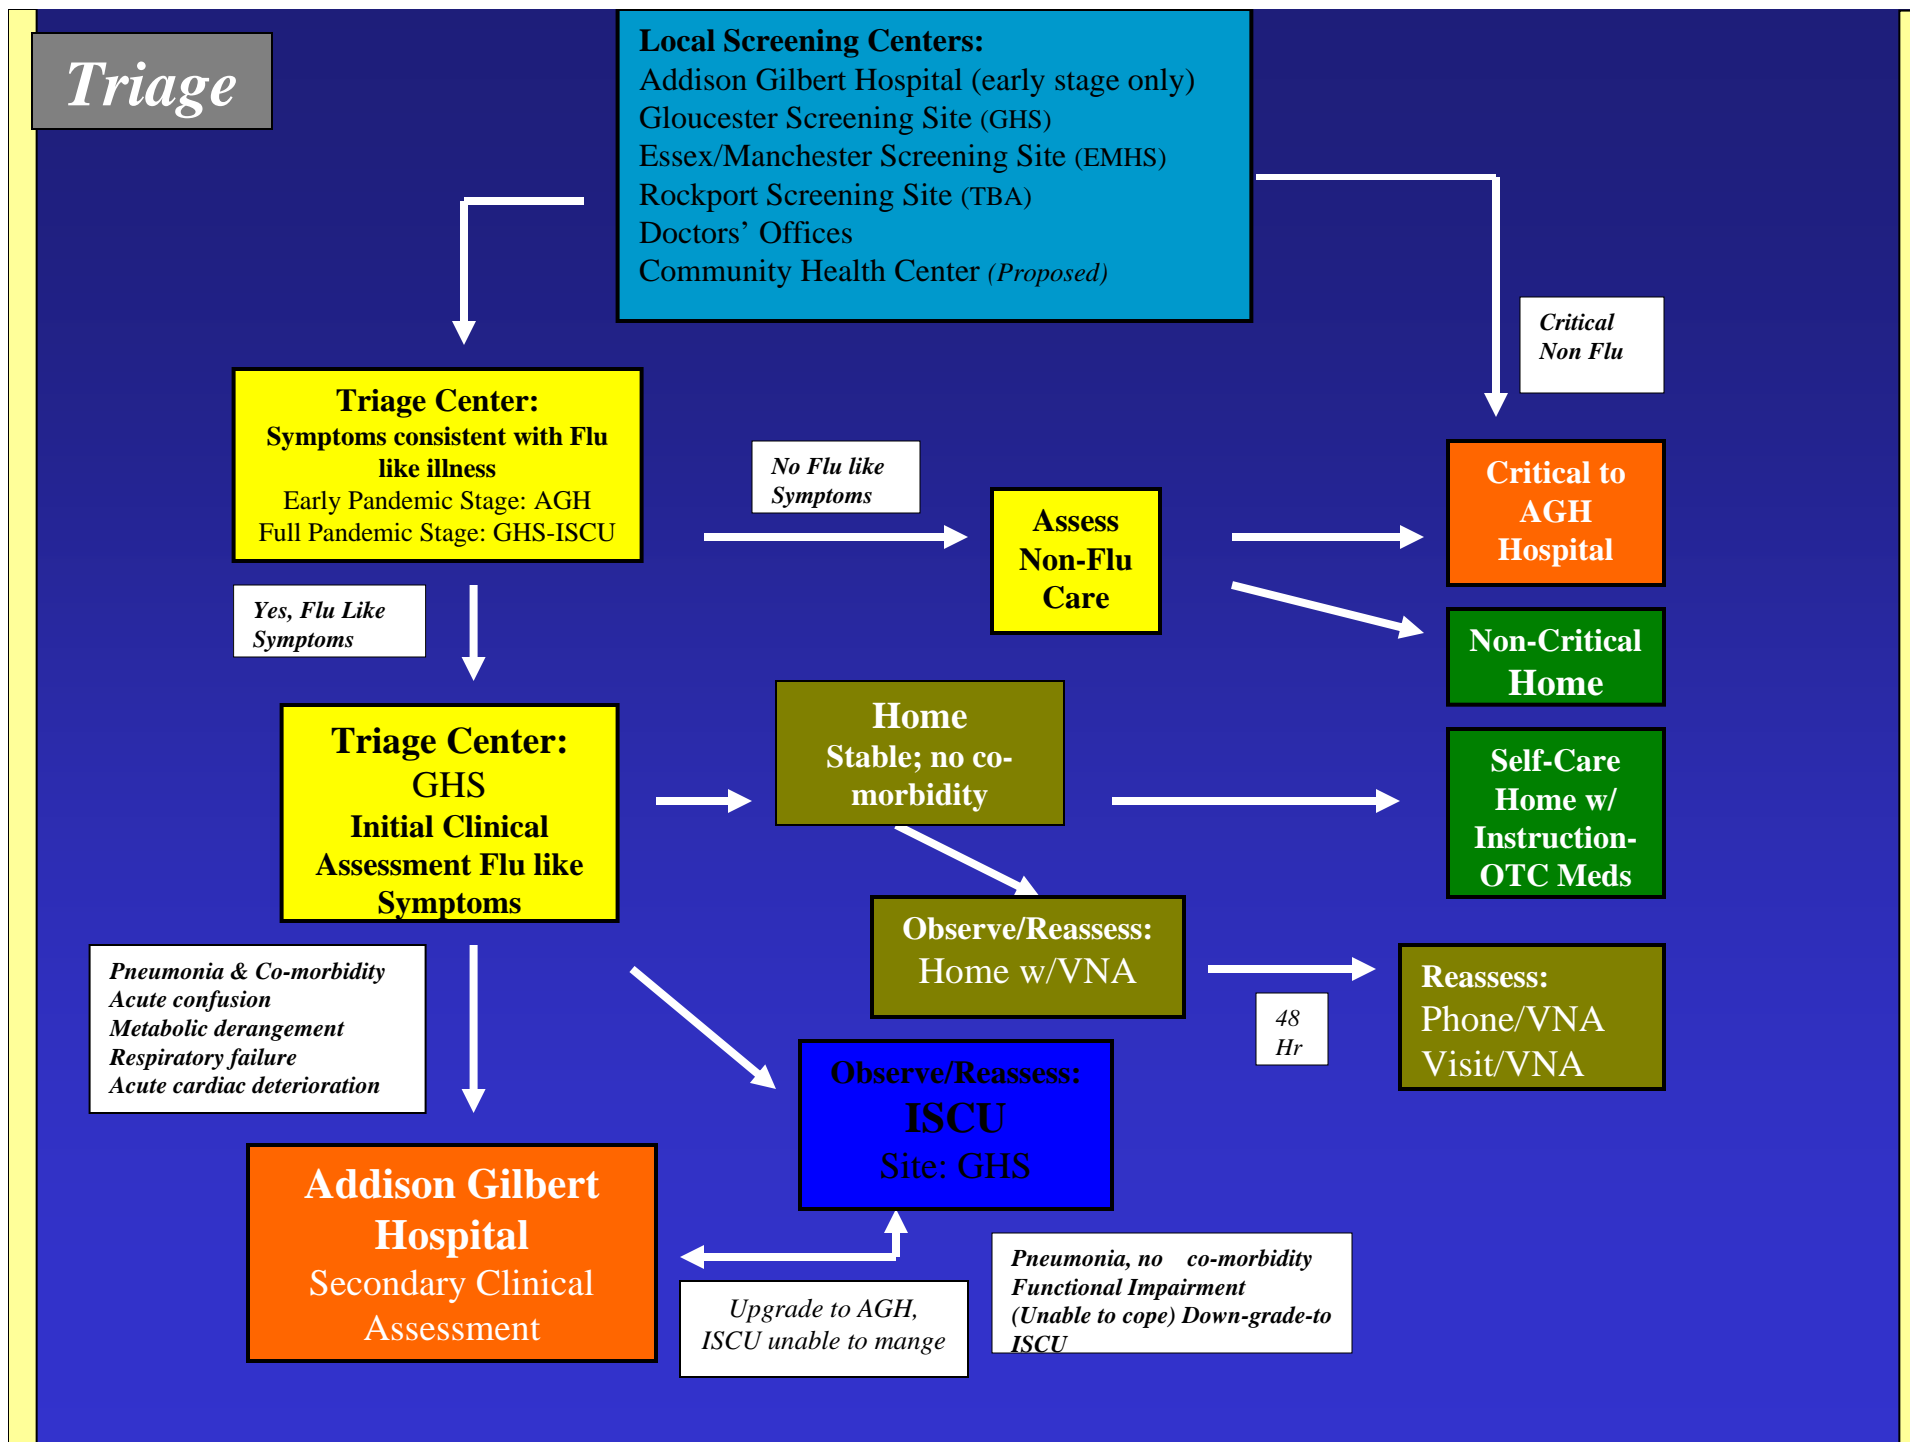 Triage
Local Screening Centers:
Addison Gilbert Hospital (early stage only)
Gloucester Screening Site (GHS)
Essex/Manchester Screening Site (EMHS)
Rockport Screening Site (TBA)
Doctors’ Offices
Community Health Center (Proposed)
Critical
Non Flu
Triage Center:
Symptoms consistent with Flu
like illness
Early Pandemic Stage: AGH
Full Pandemic Stage: GHS-ISCU
No Flu like
Symptoms
Assess
Non-Flu
Care
Critical to
AGH
Hospital
Yes, Flu Like
Symptoms
Non-Critical
Home
Triage Center:
GHS
Initial Clinical
Assessment Flu like
Symptoms
Home
Stable; no co-
morbidity
Self-Care
Home w/
Instruction-
OTC Meds
Observe/Reassess:
Home w/VNA
48
Hr
Reassess:
Phone/VNA
Visit/VNA
Pneumonia & Co-morbidity
Acute confusion
Metabolic derangement
Respiratory failure
Acute cardiac deterioration
Observe/Reassess:
ISCU
Site: GHS
Addison Gilbert
Hospital
Secondary Clinical
Assessment
Upgrade to AGH,
ISCU unable to mange
Pneumonia, no co-morbidity
Functional Impairment
(Unable to cope) Down-grade-to
ISCU